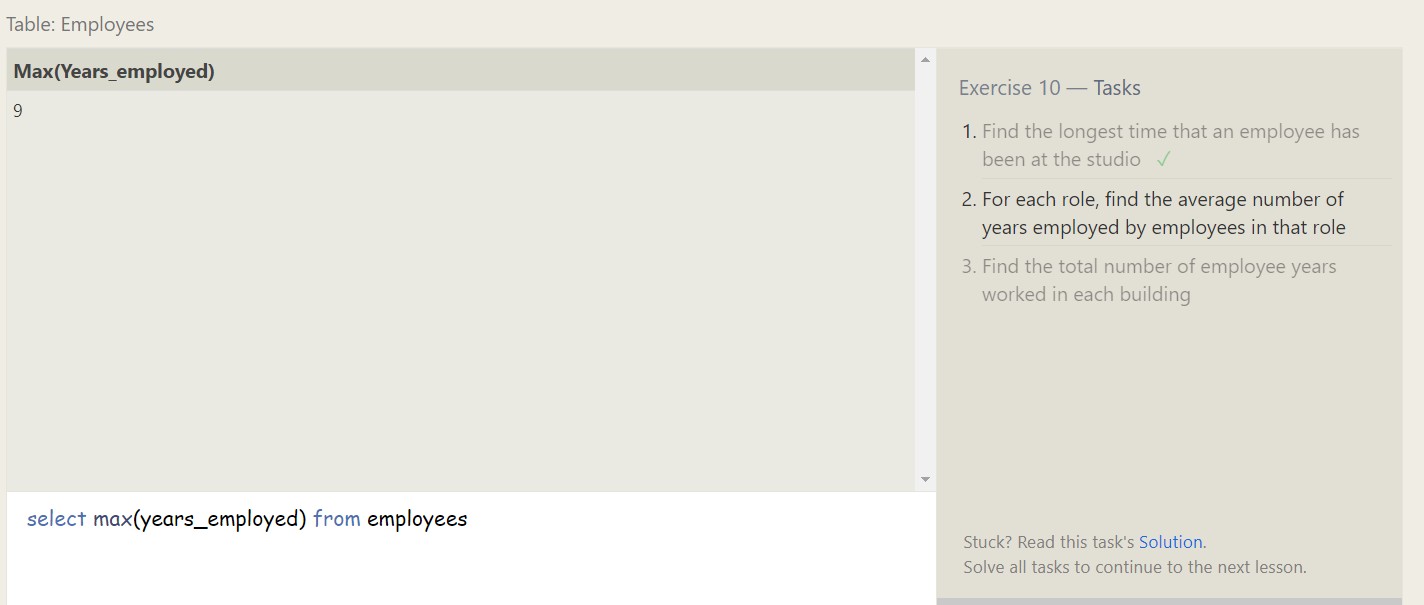 Table: Employees
Max(Years_employed)
9
select max(years_employed) from employees
Exercise 10 — Tasks
1. Find the longest time that an employee has
been at the studio ✓
2. For each role, find the average number of
years employed by employees in that role
3. Find the total number of employee years
worked in each building
Stuck? Read this task's Solution.
Solve all tasks to continue to the next lesson.